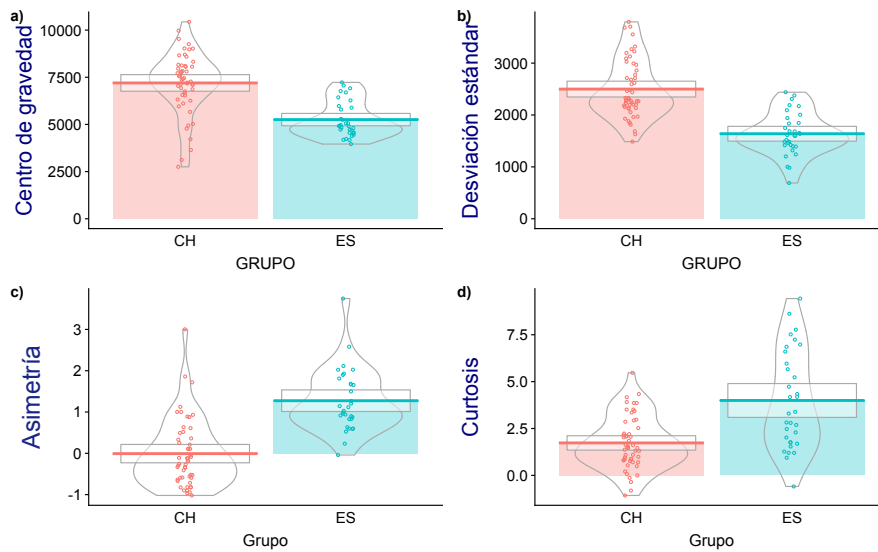 a)
Centro de gravedad
10000
7500
5000
2500
0
CH
ES
GRUPO
b)
Desviación estándar
3000
2000
1000
0
CH
ES
GRUPO
c)
Asimetría
3
2
1
0
-1
CH
ES
Grupo
d)
Curtosis
7.5
5.0
2.5
0.0
CH
ES
Grupo